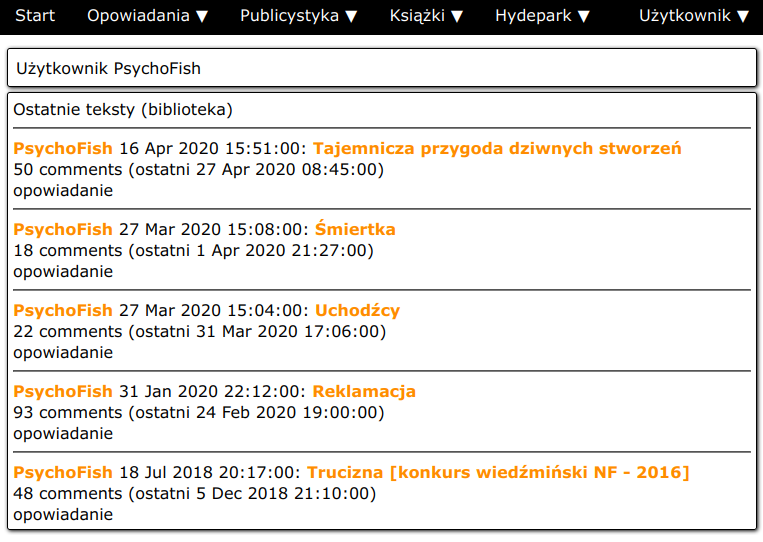 Start Opowiadania ▼ Publicystyka ▼ Książki ▼ Hydepark ▼ Użytkownik ▼
Użytkownik PsychoFish
Ostatnie teksty (biblioteka)
PsychoFish 16 Apr 2020 15:51:00: Tajemnicza przygoda dziwnych stworzeń
50 comments (ostatni 27 Apr 2020 08:45:00)
opowiadanie
PsychoFish 27 Mar 2020 15:08:00: Śmiertka
18 comments (ostatni 1 Apr 2020 21:27:00)
opowiadanie
PsychoFish 27 Mar 2020 15:04:00: Uchodźcy
22 comments (ostatni 31 Mar 2020 17:06:00)
opowiadanie
PsychoFish 31 Jan 2020 22:12:00: Reklamacja
93 comments (ostatni 24 Feb 2020 19:00:00)
opowiadanie
PsychoFish 18 Jul 2018 20:17:00: Trucizna [konkurs wiedźmiński NF - 2016]
48 comments (ostatni 5 Dec 2018 21:10:00)
opowiadanie